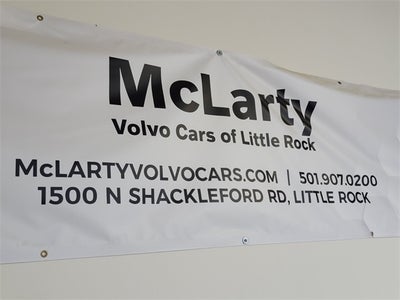 McLarty
Volvo Cars of Little Rock
McLARTYVOLVOCARS.COM | 501.907.0200
1500 N SHACKLEFORD RD, LITTLE ROCK